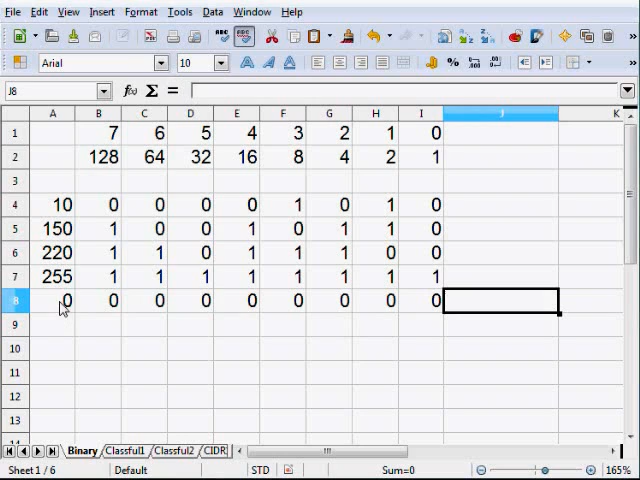 File Edit View Insert Format Tools Data Window Help
Arial 10
J8
A B C D E F G H I J K
1 7 6 5 4 3 2 1 0
2 128 64 32 16 8 4 2 1
3
4 10 0 0 0 0 1 0 1 0
5 150 1 0 0 1 0 1 1 0
6 220 1 1 0 1 1 1 0 0
7 255 1 1 1 1 1 1 1 1
8 0 0 0 0 0 0 0 0 0
9
10
11
12
13
14
Binary Classful1 Classful2 CIDR
Sheet 1 / 6 Default STD Sum=0 165%